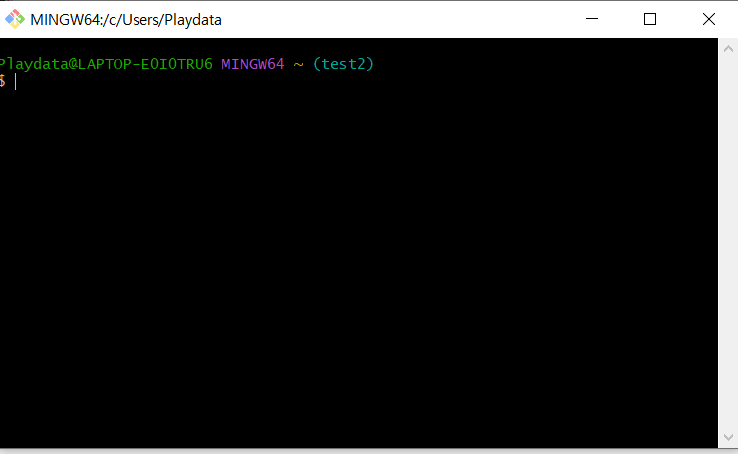 MINGW64:/c/Users/Playdata
Playdata@LAPTOP-E0I0TRU6 MINGW64 ~ (test2)
$